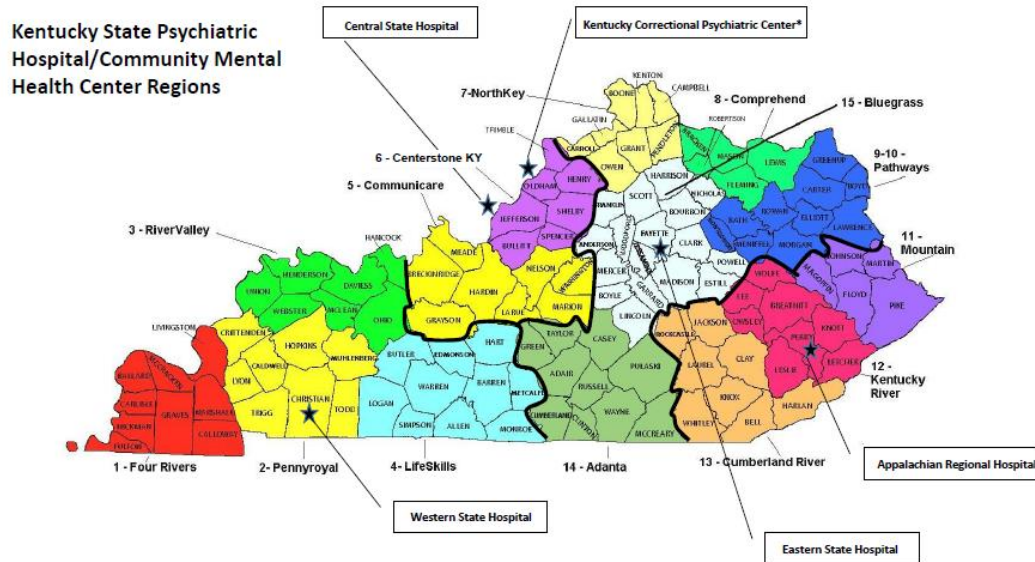 Kentucky State Psychiatric
Hospital/Community Mental
Health Center Regions
Central State Hospital
Kentucky Correctional Psychiatric Center*
7-NorthKey
8 - Comprehend
15 - Bluegrass
6 - Centerstone KY
5 - Communicare
9-10 -
Pathways
3 - RiverValley
11 -
Mountain
12 -
Kentucky
River
1 - Four Rivers
2- Pennyroyal
4- LifeSkills
14 - Adanta
13 - Cumberland River
Appalachian Regional Hospital
Western State Hospital
Eastern State Hospital
BOONE
KENTON
CAMPBELL
GALLATIN
CARROLL
GRANT
PENDLETON
OWEN
TRIMBLE
HENRY
OLDHAM
SHELBY
JEFFERSON
SPENCER
BULLITT
ROBERTSON
BRACKEN
MASON
LEWIS
FLEMING
GREENUP
BOYD
CARTER
ELLIOTT
LAWRENCE
ROWAN
BATH
MENIFFEE
MORGAN
HARRISON
SCOTT
NICHOLAS
BOURBON
FRANKLIN
FAYETTE
WOODFORD
ANDERSON
CLARK
POWELL
MERCER
MADISON
ESTILL
GARRARD
BOYLE
LINCOLN
HANCOCK
HENDERSON
DAVIESS
UNION
WEBSTER
MCLEAN
OHIO
MEADE
BRECKINRIDGE
HARDIN
NELSON
WASHINGTON
MARION
LA RUE
GRAYSON
LIVINGSTON
CRITTENDEN
HOPKINS
MUHLENBERG
CALDWELL
LYON
CHRISTIAN
TRIGG
TODD
BALLARD
MCCRACKEN
CARLISLE
GRAVES
MARSHALL
HICKMAN
CALLOWAY
FULTON
BUTLER
EDMONSON
HART
WARREN
BARREN
METCALFE
LOGAN
SIMPSON
ALLEN
MONROE
GREEN
TAYLOR
CASEY
ADAIR
PULASKI
RUSSELL
CUMBERLAND
CLINTON
WAYNE
MCCREARY
ROCKCASTLE
JACKSON
LAUREL
CLAY
KNOX
WHITLEY
BELL
HARLAN
WOLFE
LEE
BREATHITT
OWSLEY
PERRY
KNOTT
LESLIE
LETCHER
JOHNSON
MARTIN
MAGOFFIN
FLOYD
PIKE